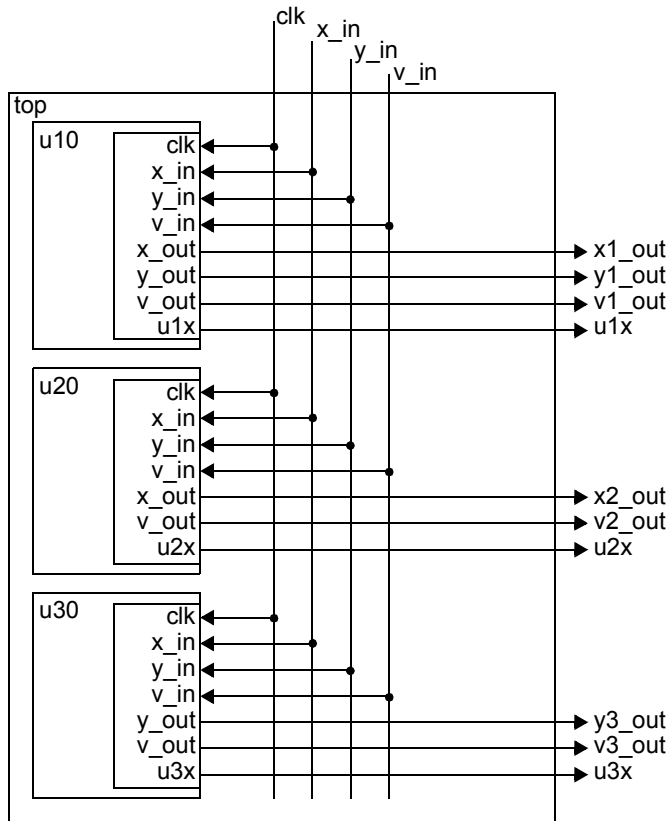 clk
x_in
y_in
v_in
top
u10
clk
x_in
y_in
v_in
x_out x1_out
y_out y1_out
v_out v1_out
u1x u1x
u20
clk
x_in
y_in
v_in
x_out x2_out
v_out v2_out
u2x u2x
u30
clk
x_in
y_in
v_in
y_out y3_out
v_out v3_out
u3x u3x